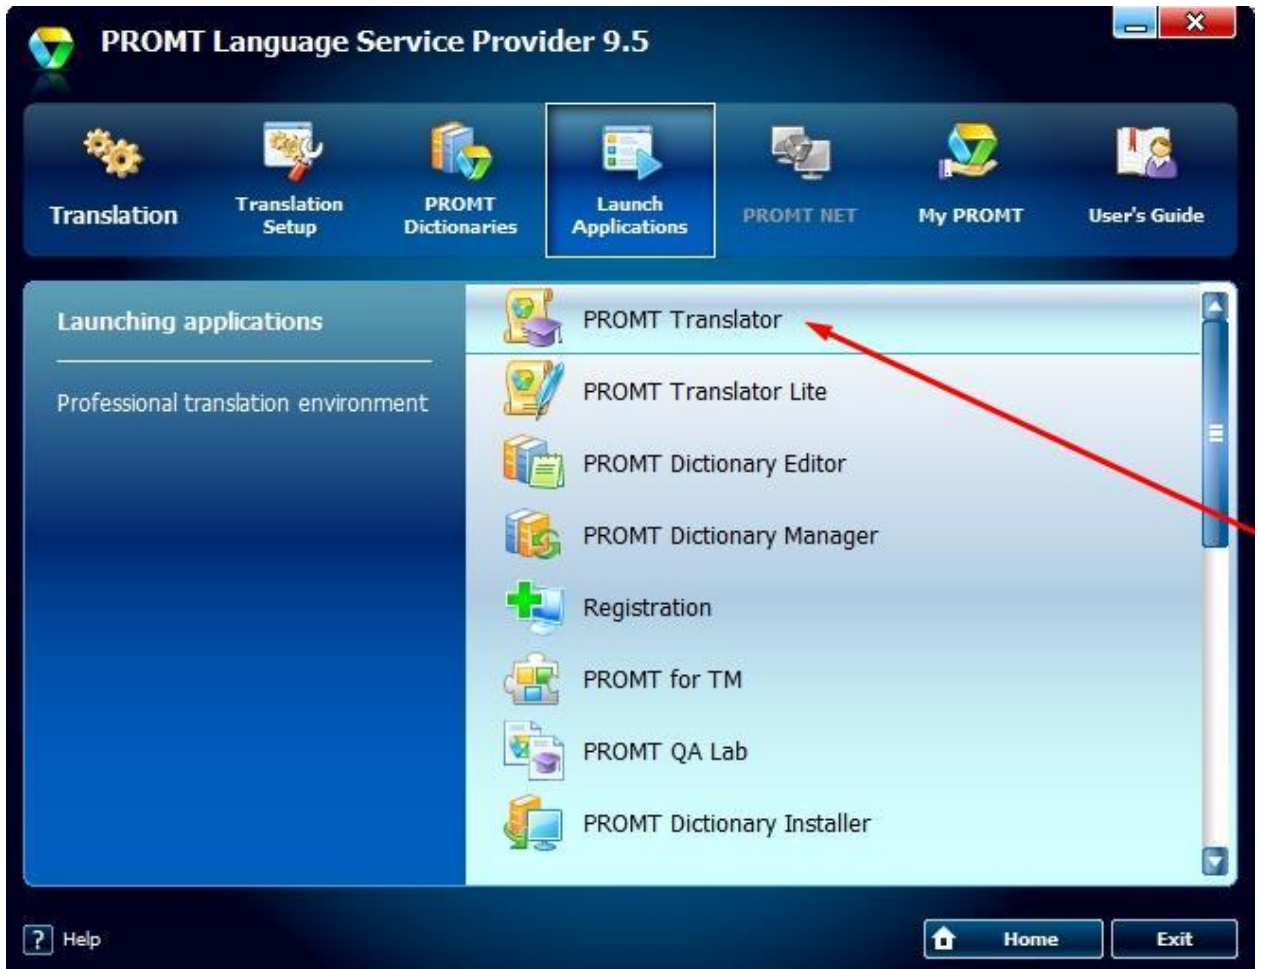 PROMT Language Service Provider 9.5
Translation
Translation
Setup
PROMT
Dictionaries
Launch
Applications
PROMT NET
My PROMT
User's Guide
Launching applications
Professional translation environment
PROMT Translator
PROMT Translator Lite
PROMT Dictionary Editor
PROMT Dictionary Manager
Registration
PROMT for TM
PROMT QA Lab
PROMT Dictionary Installer
? Help
Home
Exit